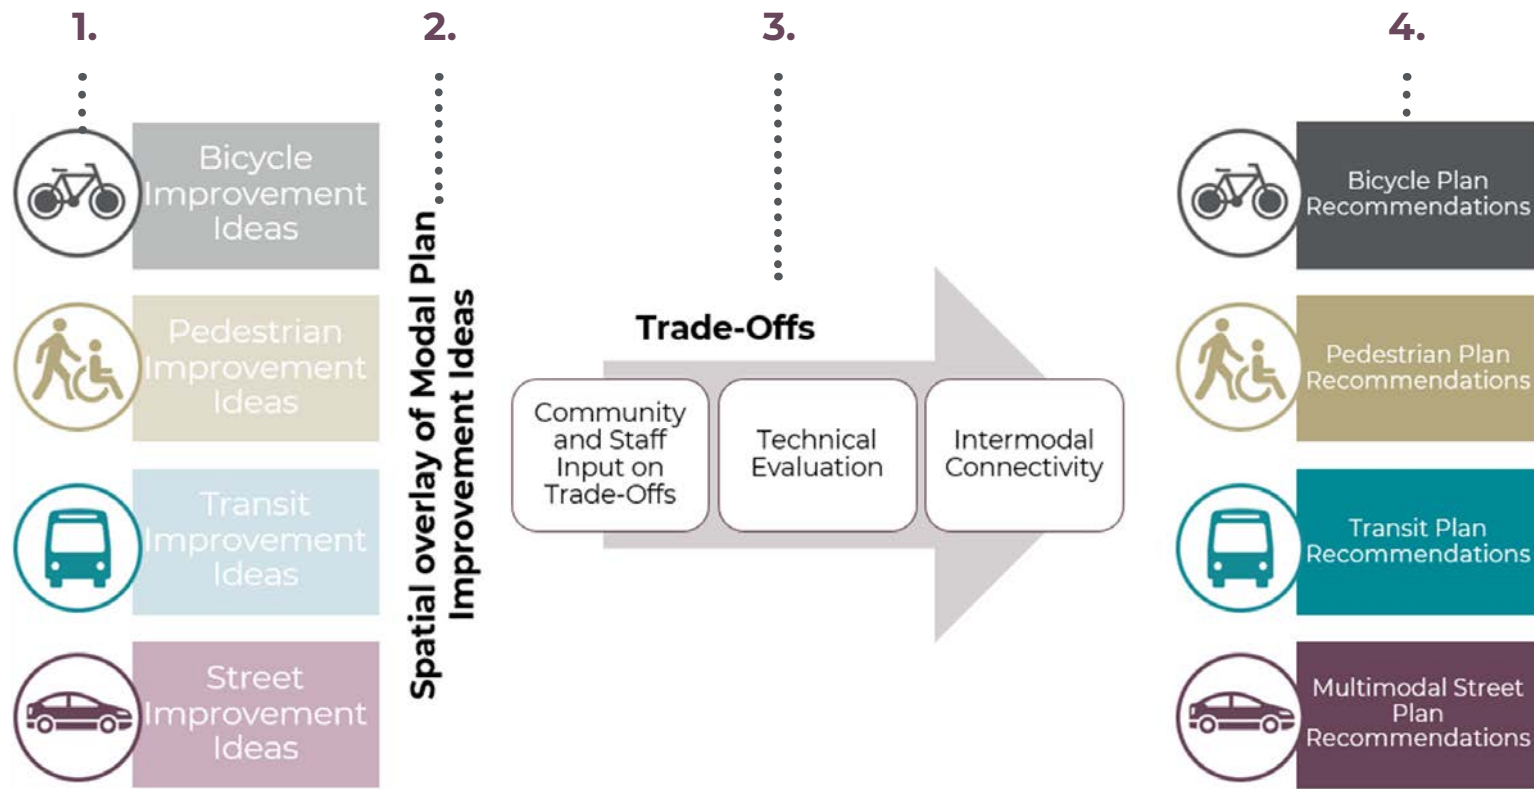 1.
2.
3.
4.
Bicycle
Improvement
Ideas
Pedestrian
Improvement
Ideas
Transit
Improvement
Ideas
Street
Improvement
Ideas
Spatial overlay of Modal Plan
Improvement Ideas
Trade-Offs
Community
and Staff
Input on
Trade-Offs
Technical
Evaluation
Intermodal
Connectivity
Bicycle Plan
Recommendations
Pedestrian Plan
Recommendations
Transit Plan
Recommendations
Multimodal Street
Plan
Recommendations